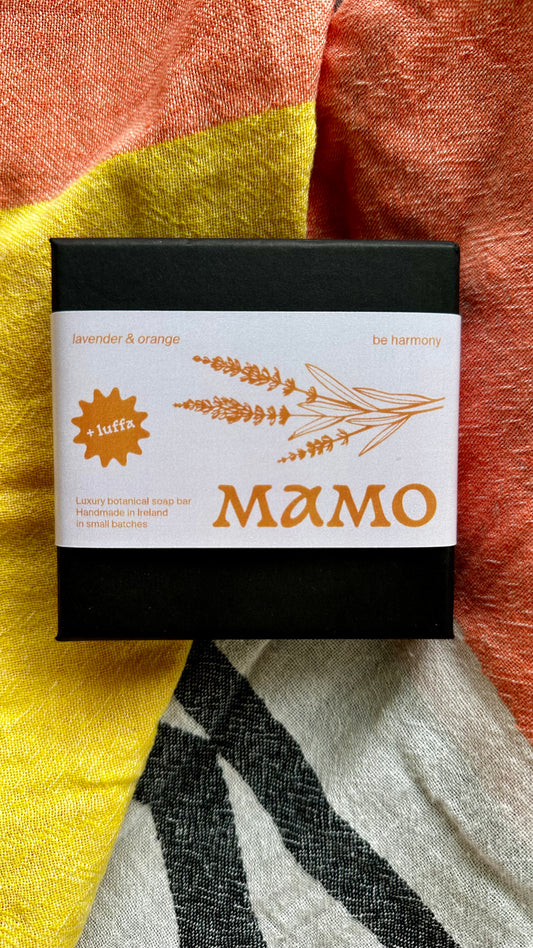 lavender & orange
be harmony
+ luffa
Luxury botanical soap bar
Handmade in Ireland
in small batches
MAMO